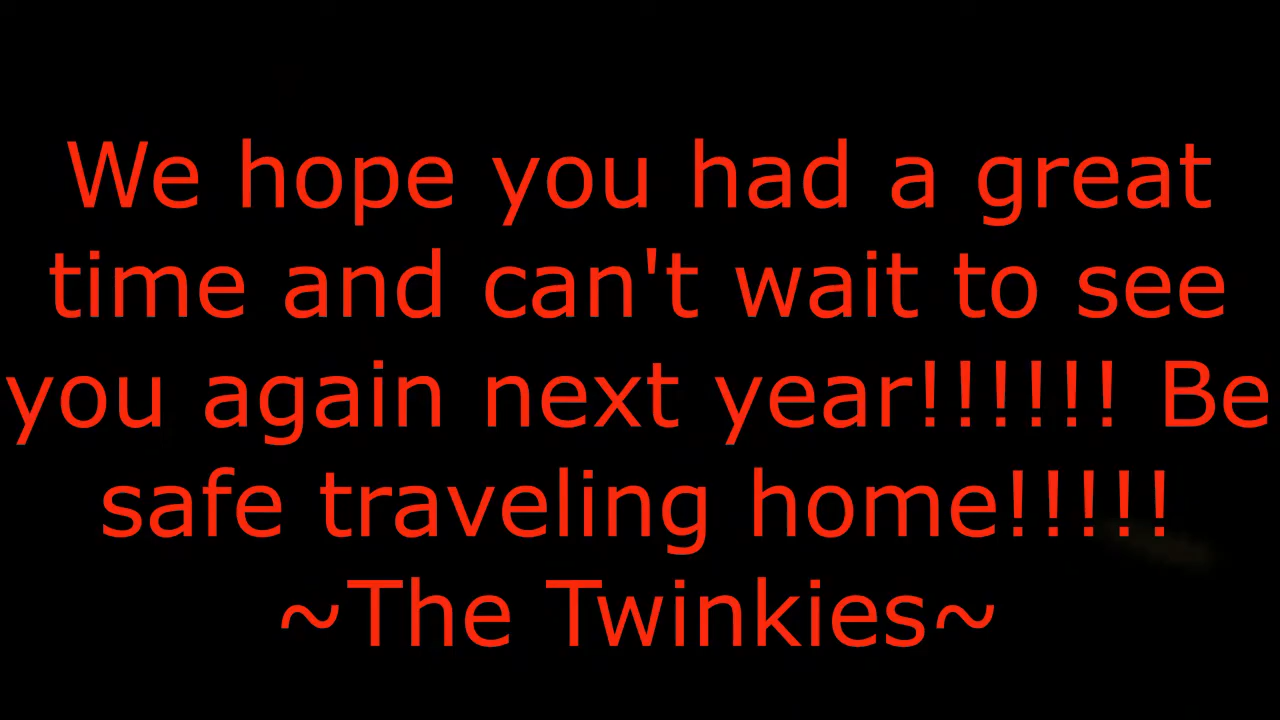 We hope you had a great
time and can't wait to see
you again next year!!!!!! Be
safe traveling home!!!!!
~The Twinkies~